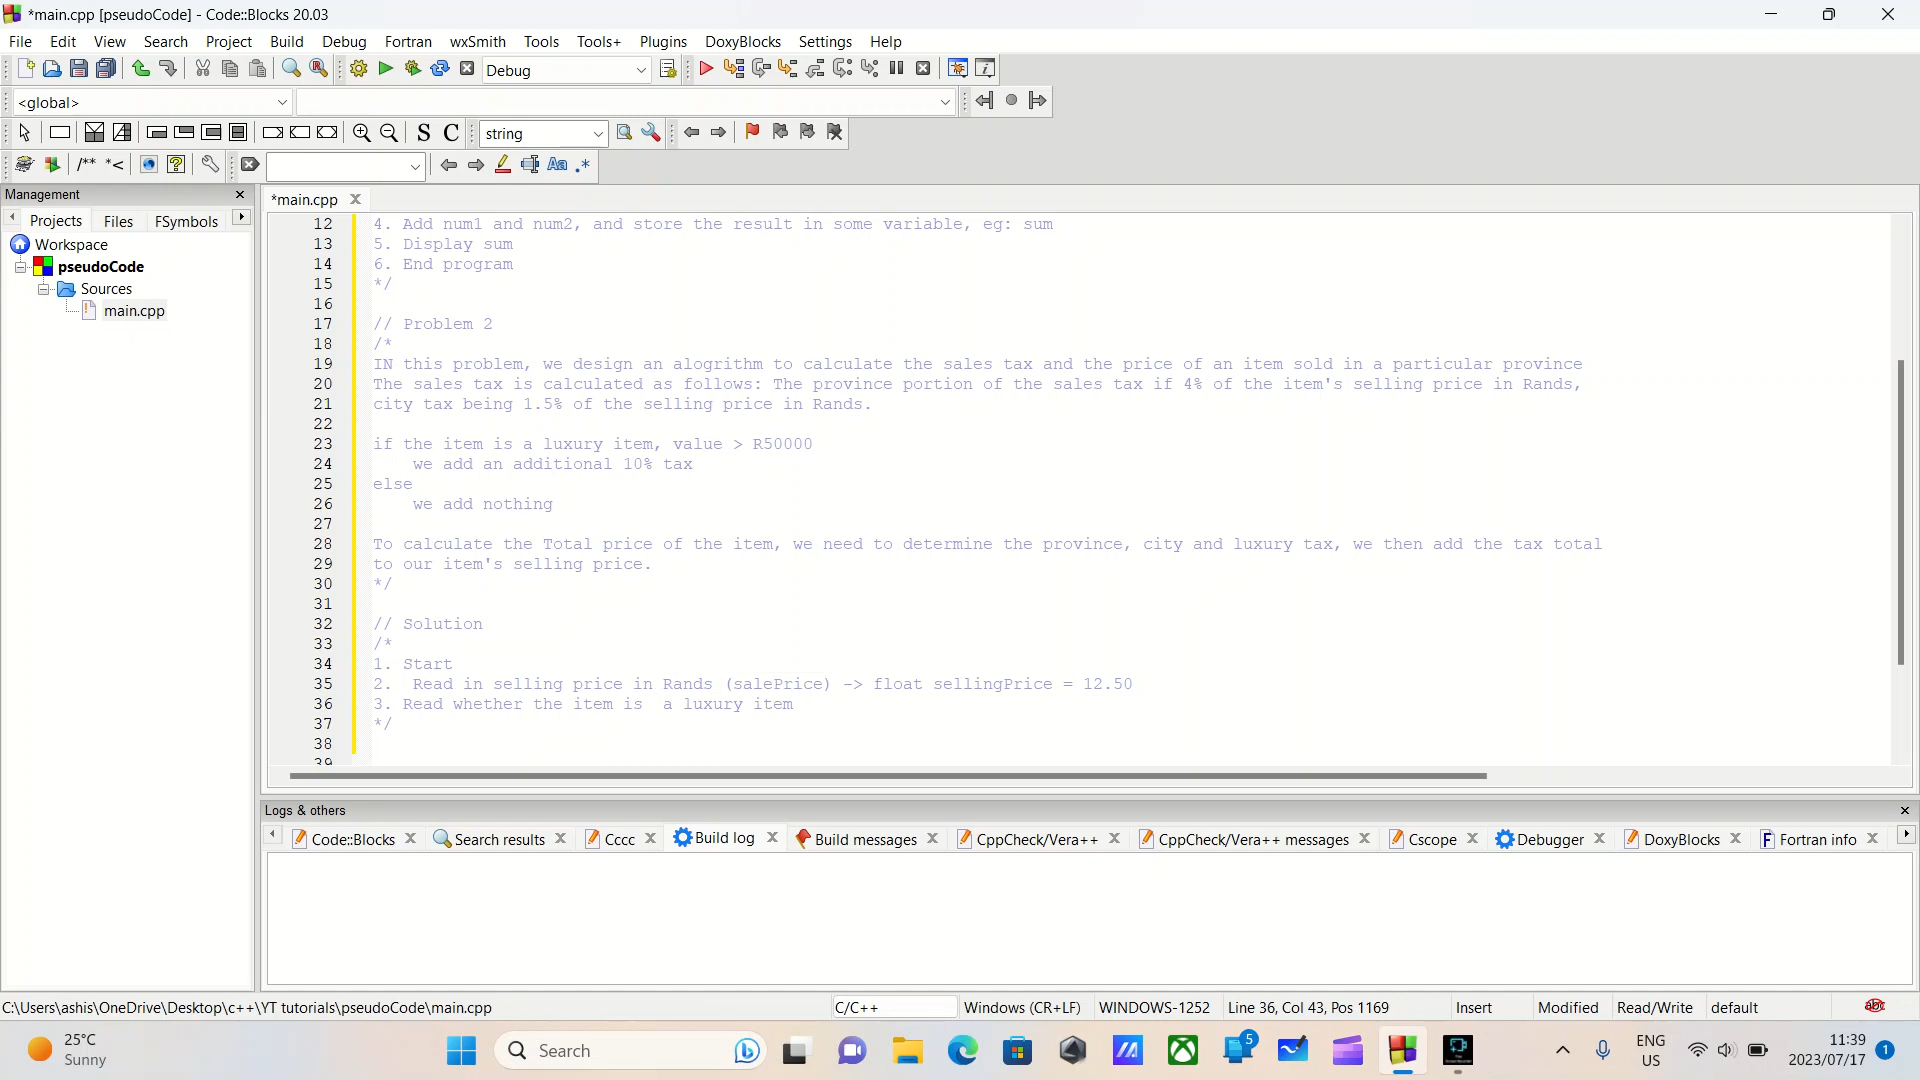 *main.cpp [pseudoCode] - Code::Blocks 20.03
File Edit View Search Project Build Debug Fortran wxSmith Tools Tools+ Plugins DoxyBlocks Settings Help
Debug
<global>
S C string
/** *< Aa .*
Management
Projects Files FSymbols
Workspace
pseudoCode
Sources
main.cpp
*main.cpp
12 4. Add num1 and num2, and store the result in some variable, eg: sum
13 5. Display sum
14 6. End program
15 */
16
17 // Problem 2
18 /*
19 IN this problem, we design an alogrithm to calculate the sales tax and the price of an item sold in a particular province
20 The sales tax is calculated as follows: The province portion of the sales tax if 4% of the item's selling price in Rands,
21 city tax being 1.5% of the selling price in Rands.
22
23 if the item is a luxury item, value > R50000
24     we add an additional 10% tax
25 else
26     we add nothing
27
28 To calculate the Total price of the item, we need to determine the province, city and luxury tax, we then add the tax total
29 to our item's selling price.
30 */
31
32 // Solution
33 /*
34 1. Start
35 2.  Read in selling price in Rands (salePrice) -> float sellingPrice = 12.50
36 3. Read whether the item is  a luxury item
37 */
38
39
Logs & others
Code::Blocks Search results Cccc Build log Build messages CppCheck/Vera++ CppCheck/Vera++ messages Cscope Debugger DoxyBlocks Fortran info
C:\Users\ashis\OneDrive\Desktop\c++\YT tutorials\pseudoCode\main.cpp C/C++ Windows (CR+LF) WINDOWS-1252 Line 36, Col 43, Pos 1169 Insert Modified Read/Write default abc
25°C
Sunny
Search
5
ENG
US
11:39
2023/07/17
1